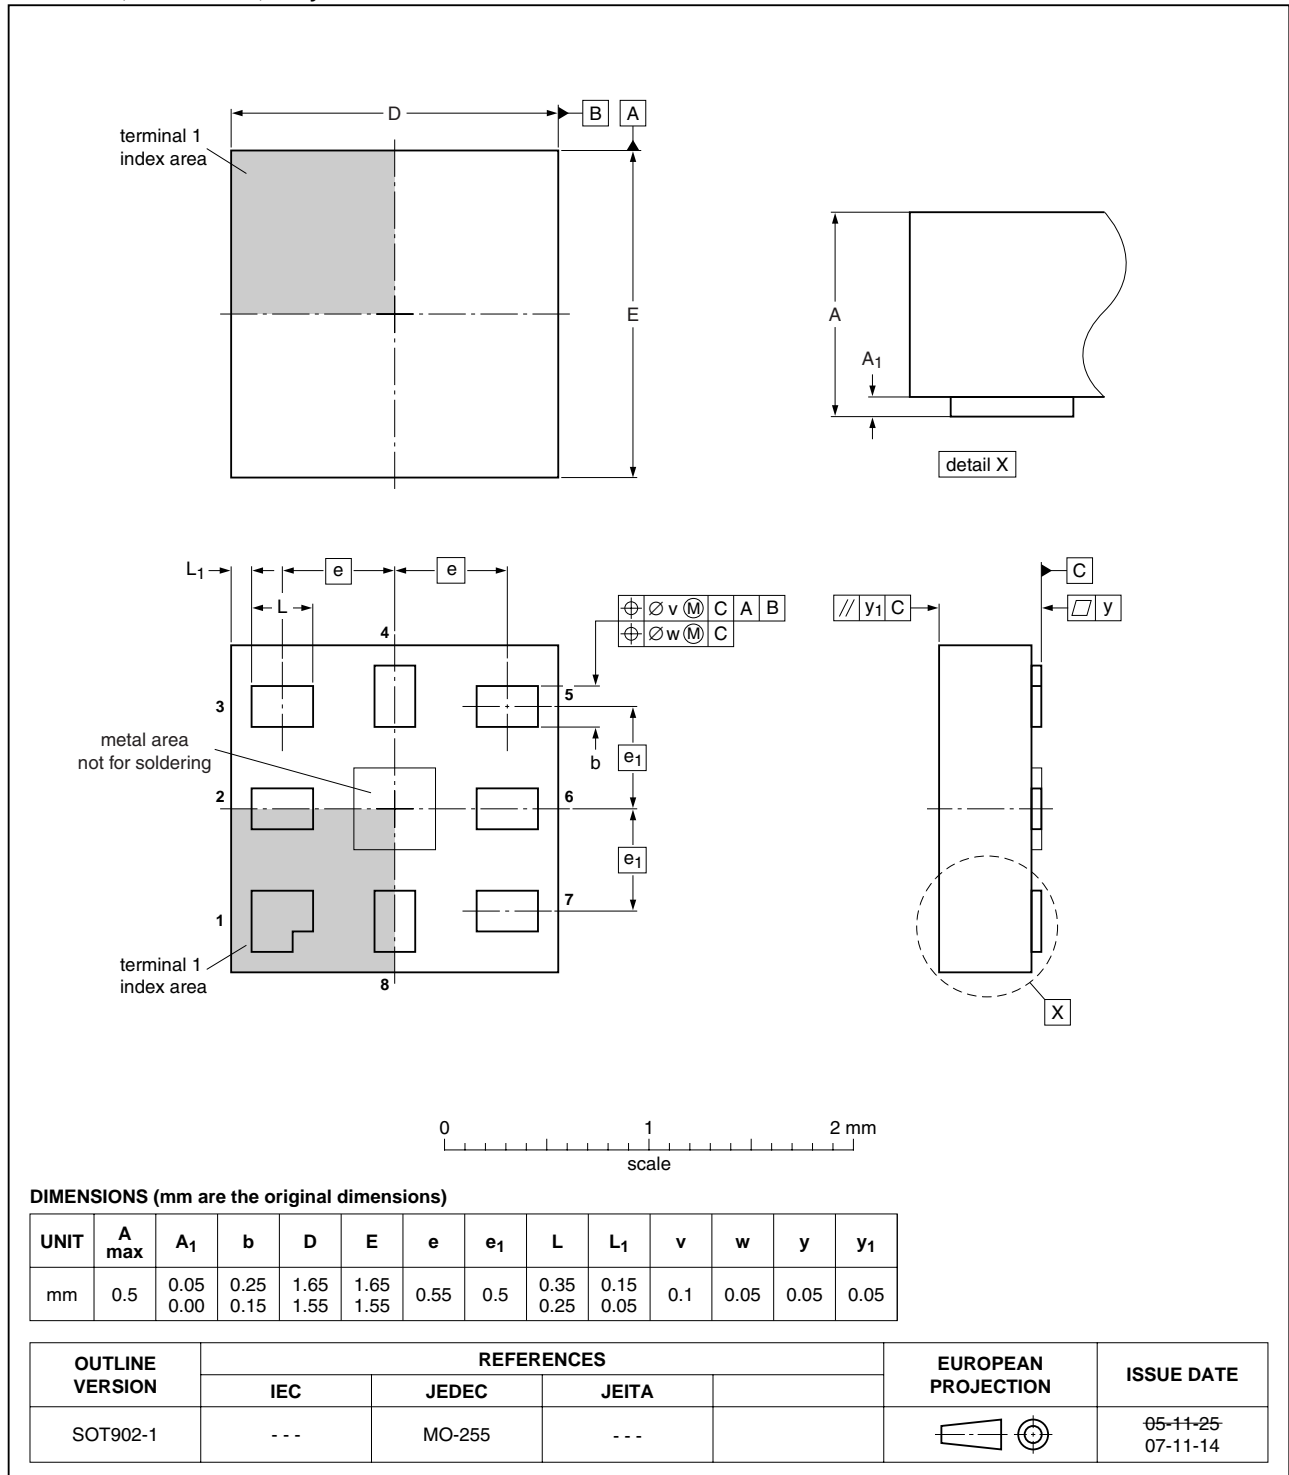 D
B
A
terminal 1
index area
E
A
A1
detail X
L1
e
e
L
4
⌖ ∅ v Ⓜ C A B
⌖ ∅ w Ⓜ C
// y1 C
C
▱ y
3
5
metal area
not for soldering
b
e1
2
6
e1
1
7
terminal 1
index area
8
X
0 1 2 mm
scale
DIMENSIONS (mm are the original dimensions)
UNIT A max A1 b D E e e1 L L1 v w y y1
mm 0.5 0.05 0.00 0.25 0.15 1.65 1.55 1.65 1.55 0.55 0.5 0.35 0.25 0.15 0.05 0.1 0.05 0.05 0.05
OUTLINE VERSION REFERENCES EUROPEAN PROJECTION ISSUE DATE
IEC JEDEC JEITA
SOT902-1 - - - MO-255 - - - 05-11-25
07-11-14